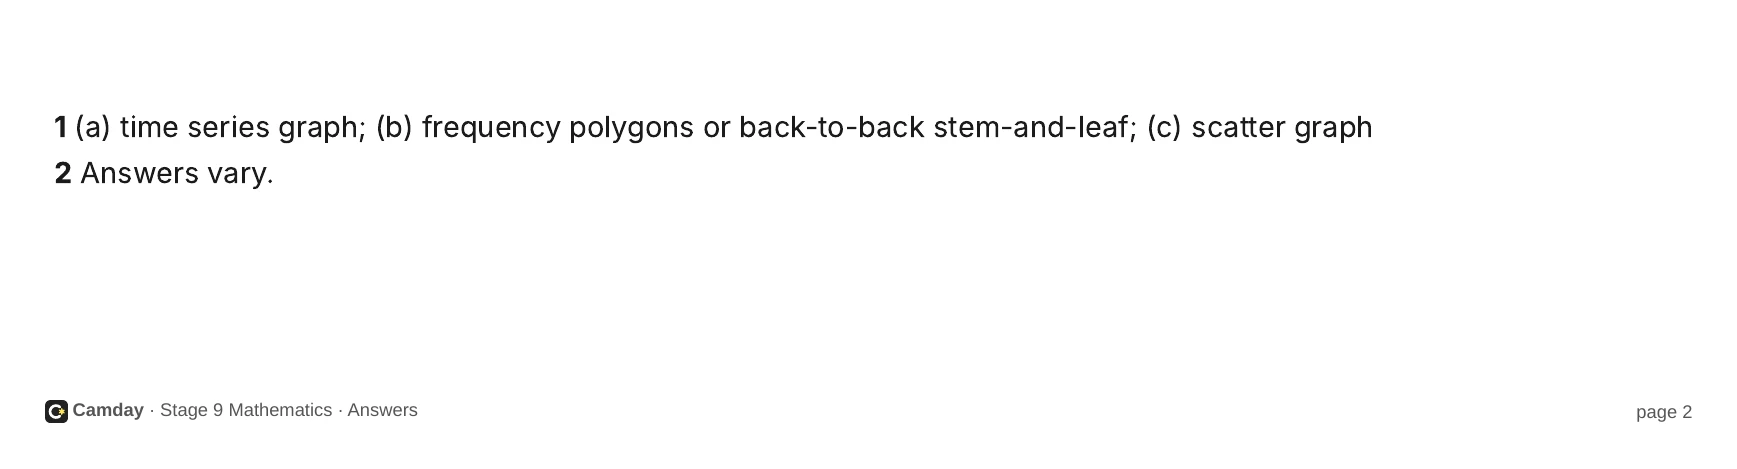 1 (a) time series graph; (b) frequency polygons or back-to-back stem-and-leaf; (c) scatter graph
2 Answers vary.
Camday · Stage 9 Mathematics · Answers
page 2